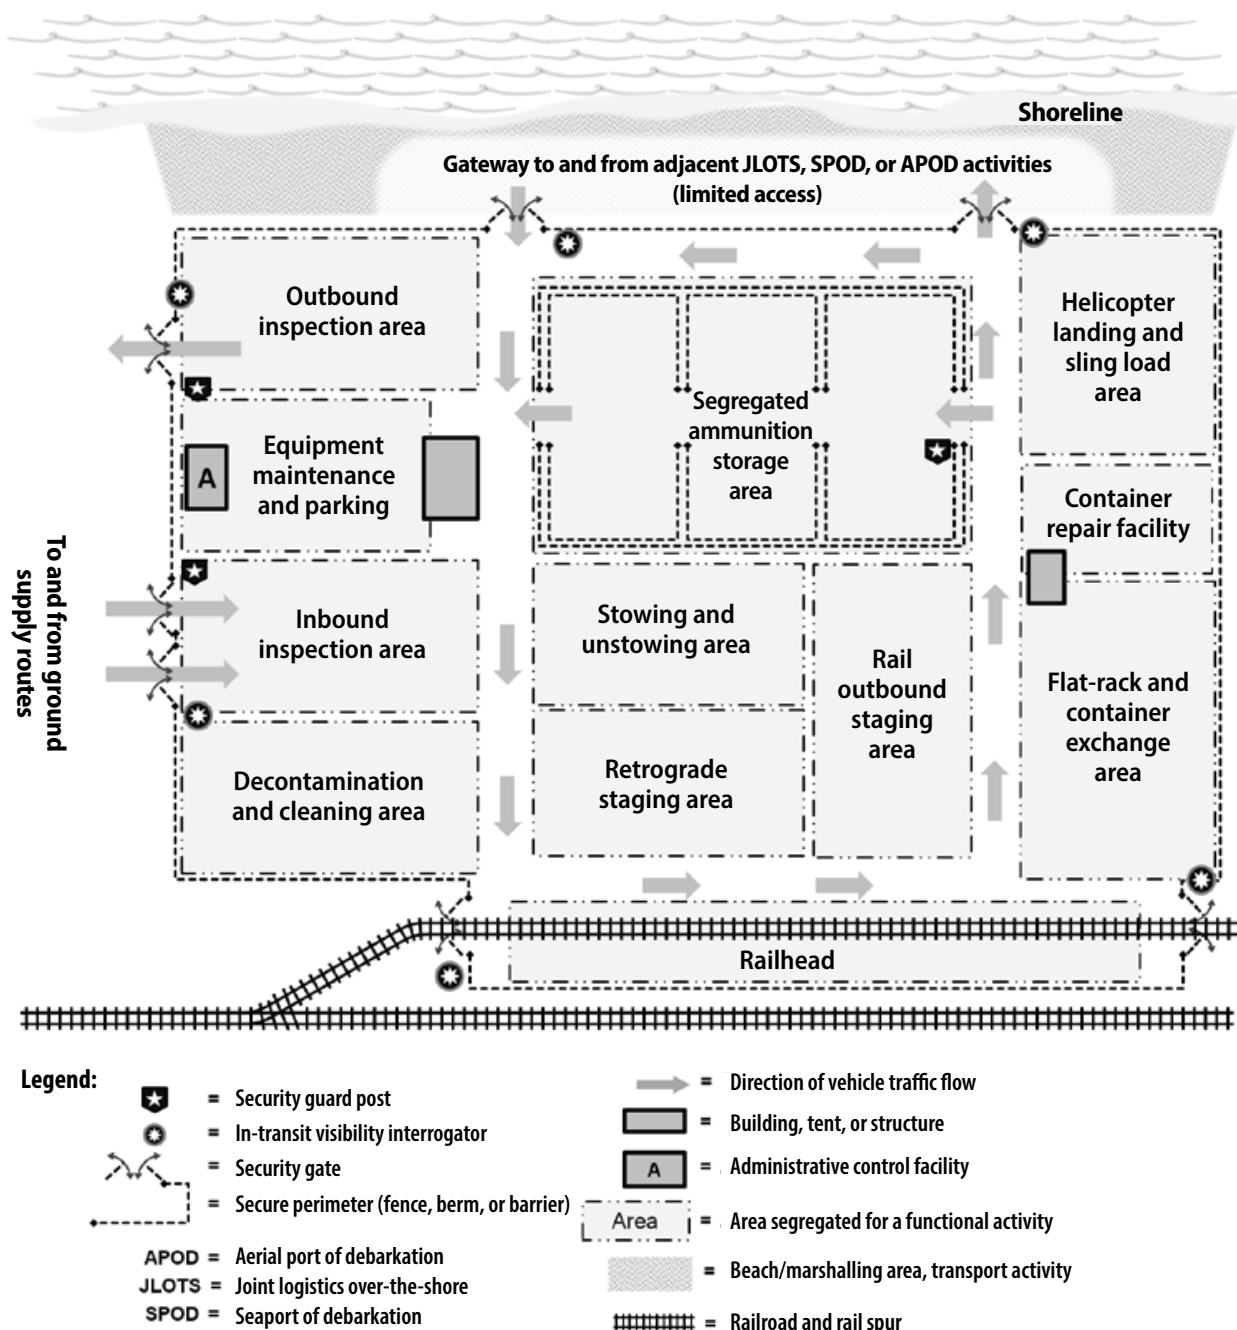 Shoreline
Gateway to and from adjacent JLOTS, SPOD, or APOD activities
(limited access)
Outbound
inspection area
Helicopter
landing and
sling load
area
Segregated
ammunition
storage
area
A
Equipment
maintenance
and parking
Container
repair facility
To and from ground
supply routes
Inbound
inspection area
Stowing and
unstowing area
Rail
outbound
staging
area
Flat-rack and
container
exchange
area
Decontamination
and cleaning area
Retrograde
staging area
Railhead
Legend:
= Security guard post
= In-transit visibility interrogator
= Security gate
= Secure perimeter (fence, berm, or barrier)
APOD = Aerial port of debarkation
JLOTS = Joint logistics over-the-shore
SPOD = Seaport of debarkation
= Direction of vehicle traffic flow
= Building, tent, or structure
A = Administrative control facility
Area = Area segregated for a functional activity
= Beach/marshalling area, transport activity
= Railroad and rail spur